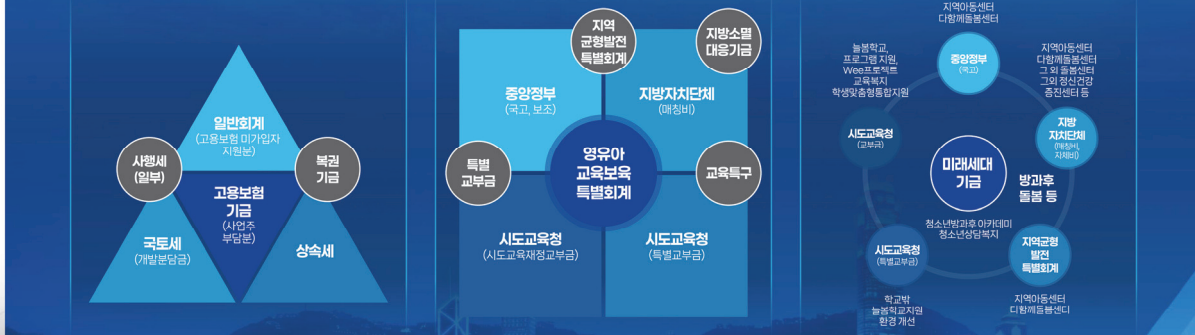 일반회계
(고용보험 미가입자
지원분)
사행세
(일부)
복권
기금
고용보험
기금
(사업주
부담분)
국토세
(개발분담금)
상속세
지역
균형발전
특별회계
지방소멸
대응기금
중앙정부
(국고, 보조)
지방자치단체
(매칭비)
특별
교부금
영유아
교육보육
특별회계
교육특구
시도교육청
(시도교육재정교부금)
시도교육청
(특별교부금)
지역아동센터
다함께돌봄센터
늘봄학교,
프로그램 지원,
Wee프로젝트
교육복지
학생맞춤형통합지원
중앙정부
(국고)
지역아동센터
다함께돌봄센터
그 외 돌봄센터
그외 정신건강
증진센터 등
시도교육청
(교부금)
지방
자치단체
(매칭비,
자체비)
미래세대
기금
방과후
돌봄 등
청소년방과후 아카데미
청소년상담복지
시도교육청
(특별교부금)
지역균형
발전
특별회계
학교밖
늘봄학교지원
환경 개선
지역아동센터
다함께돌봄센터